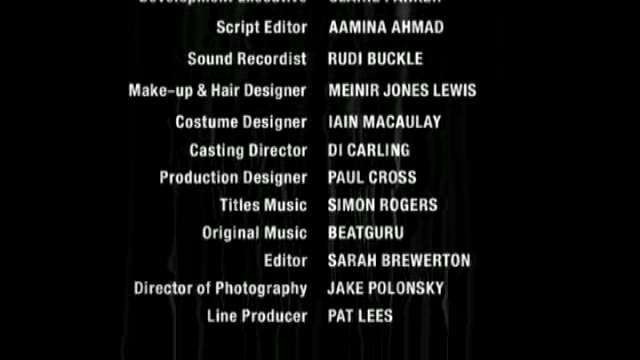 Development Executive
Script Editor AAMINA AHMAD
Sound Recordist RUDI BUCKLE
Make-up & Hair Designer MEINIR JONES LEWIS
Costume Designer IAIN MACAULAY
Casting Director DI CARLING
Production Designer PAUL CROSS
Titles Music SIMON ROGERS
Original Music BEATGURU
Editor SARAH BREWERTON
Director of Photography JAKE POLONSKY
Line Producer PAT LEES